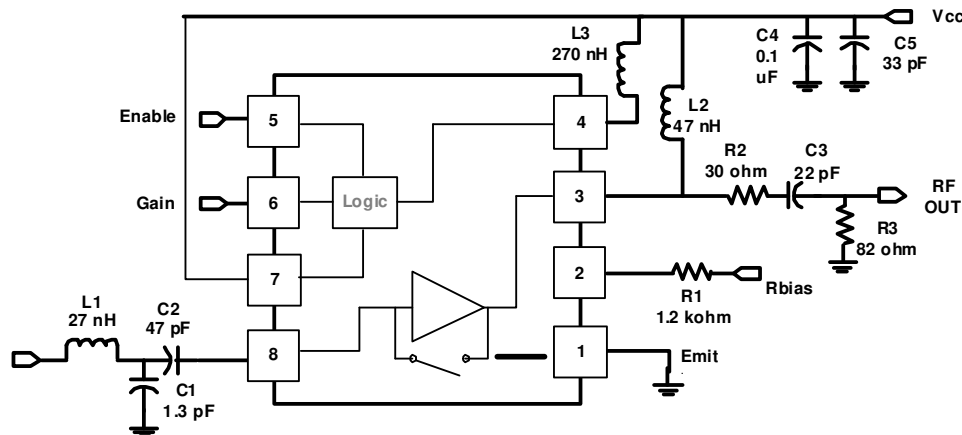 Vcc
L3
270 nH
C4
0.1
uF
C5
33 pF
L2
47 nH
Enable
5
4
R2
30 ohm
C3
22 pF
Gain
6
Logic
3
RF
OUT
R3
82 ohm
7
2
R1
1.2 kohm
Rbias
L1
27 nH
C2
47 pF
8
1
Emit
C1
1.3 pF